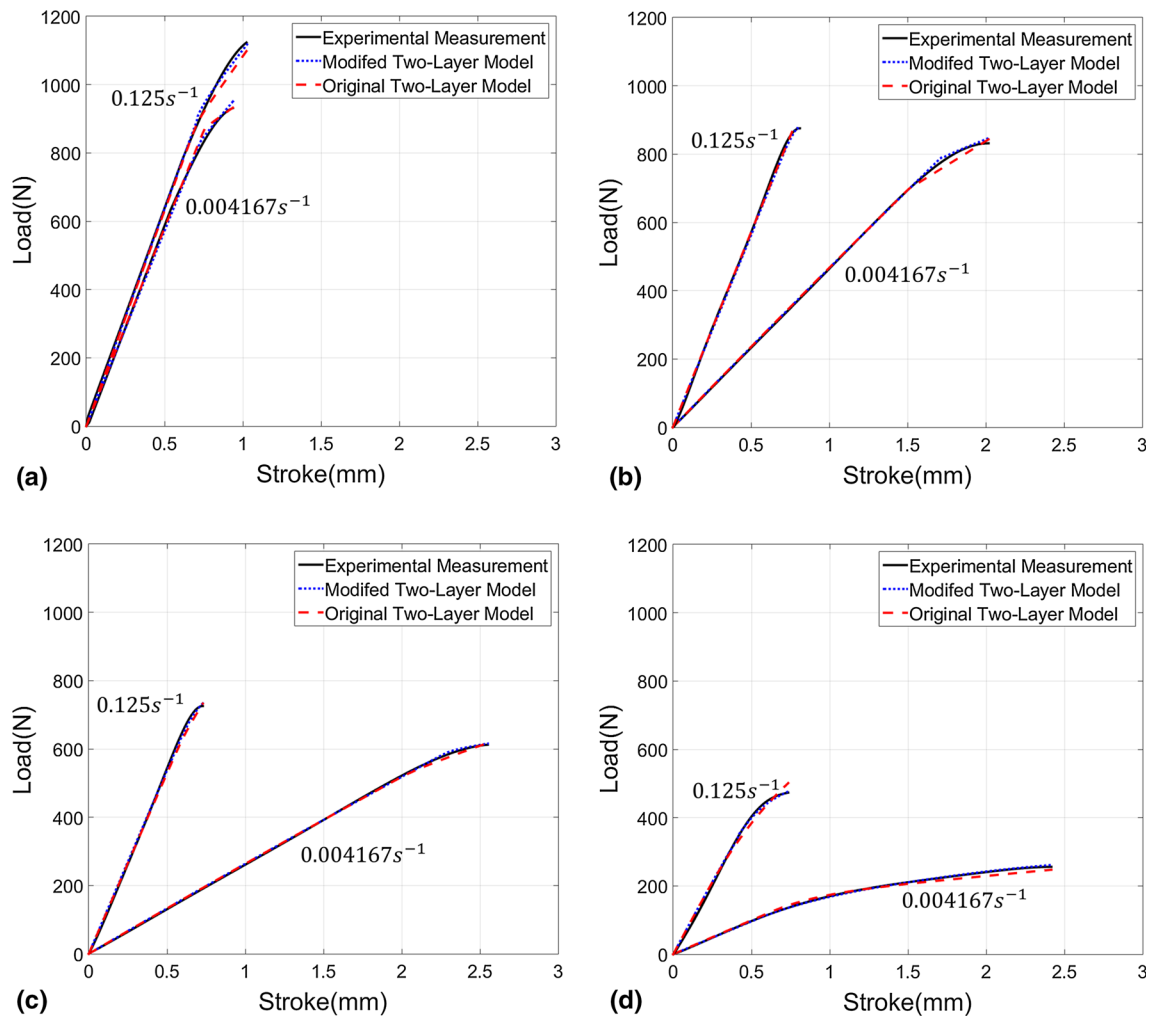 1200
1000
800
600
400
200
0
Load(N)
Experimental Measurement
Modifed Two-Layer Model
Original Two-Layer Model
0.125s⁻¹
0.004167s⁻¹
0 0.5 1 1.5 2 2.5 3
Stroke(mm)
(a)
1200
1000
800
600
400
200
0
Load(N)
Experimental Measurement
Modifed Two-Layer Model
Original Two-Layer Model
0.125s⁻¹
0.004167s⁻¹
0 0.5 1 1.5 2 2.5 3
Stroke(mm)
(b)
1200
1000
800
600
400
200
0
Load(N)
Experimental Measurement
Modifed Two-Layer Model
Original Two-Layer Model
0.125s⁻¹
0.004167s⁻¹
0 0.5 1 1.5 2 2.5 3
Stroke(mm)
(c)
1200
1000
800
600
400
200
0
Load(N)
Experimental Measurement
Modifed Two-Layer Model
Original Two-Layer Model
0.125s⁻¹
0.004167s⁻¹
0 0.5 1 1.5 2 2.5 3
Stroke(mm)
(d)